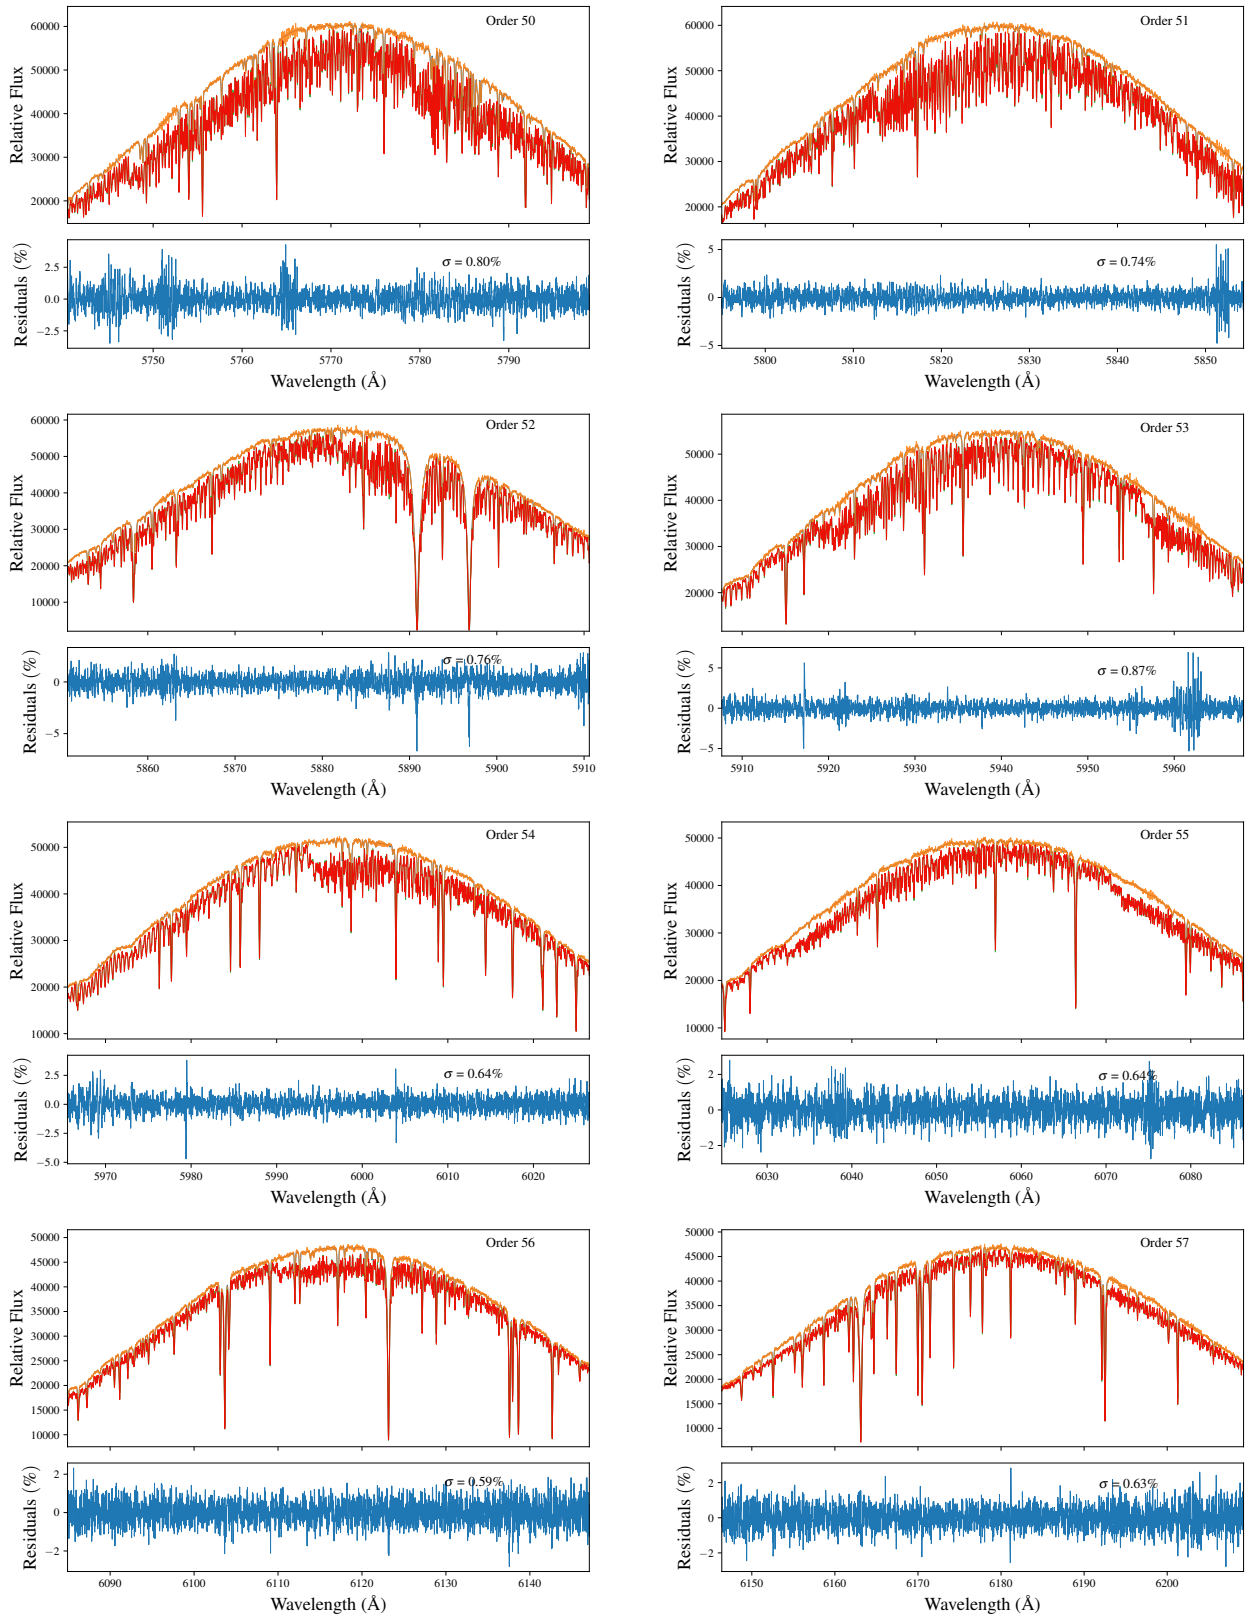 Order 50
Relative Flux
60000
50000
40000
30000
20000
Residuals (%)
2.5
0.0
−2.5
σ = 0.80%
5750 5760 5770 5780 5790
Wavelength (Å)
Order 51
Relative Flux
60000
50000
40000
30000
20000
Residuals (%)
5
0
−5
σ = 0.74%
5800 5810 5820 5830 5840 5850
Wavelength (Å)
Order 52
Relative Flux
60000
50000
40000
30000
20000
10000
Residuals (%)
0
−5
σ = 0.76%
5860 5870 5880 5890 5900 5910
Wavelength (Å)
Order 53
Relative Flux
50000
40000
30000
20000
Residuals (%)
5
0
−5
σ = 0.87%
5910 5920 5930 5940 5950 5960
Wavelength (Å)
Order 54
Relative Flux
50000
40000
30000
20000
10000
Residuals (%)
2.5
0.0
−2.5
−5.0
σ = 0.64%
5970 5980 5990 6000 6010 6020
Wavelength (Å)
Order 55
Relative Flux
50000
40000
30000
20000
10000
Residuals (%)
2
0
−2
σ = 0.64%
6030 6040 6050 6060 6070 6080
Wavelength (Å)
Order 56
Relative Flux
50000
45000
40000
35000
30000
25000
20000
15000
10000
Residuals (%)
2
0
−2
σ = 0.59%
6090 6100 6110 6120 6130 6140
Wavelength (Å)
Order 57
Relative Flux
50000
45000
40000
35000
30000
25000
20000
15000
10000
Residuals (%)
2
0
−2
σ = 0.63%
6150 6160 6170 6180 6190 6200
Wavelength (Å)